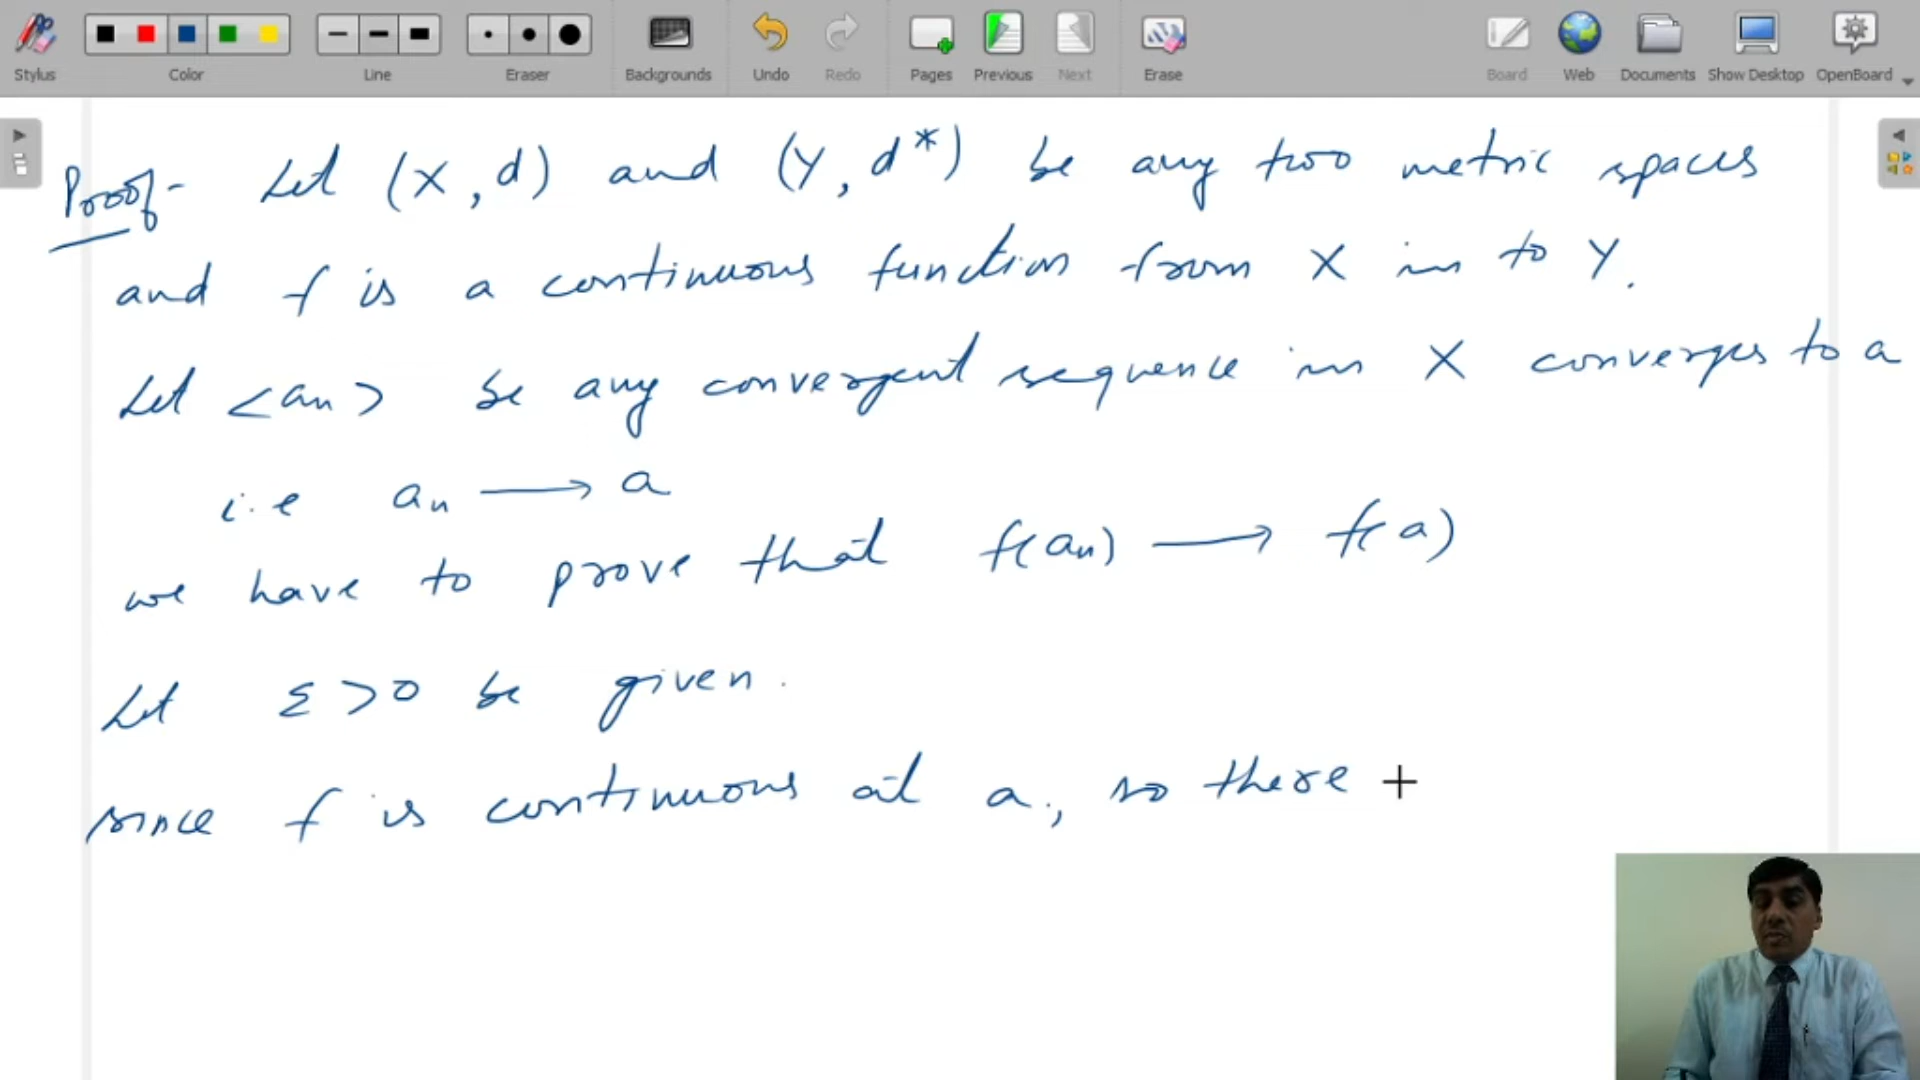 Stylus Color Line Eraser Backgrounds Undo Redo Pages Previous Next Erase Board Web Documents Show Desktop OpenBoard
Proof- Let (X, d) and (Y, d*) be any two metric spaces
and f is a continuous function from X in to Y.
Let <an> be any convergent sequence in X converges to a
i.e an ⟶ a
we have to prove that f(an) ⟶ f(a)
Let ε>0 be given.
since f is continuous at a, so there